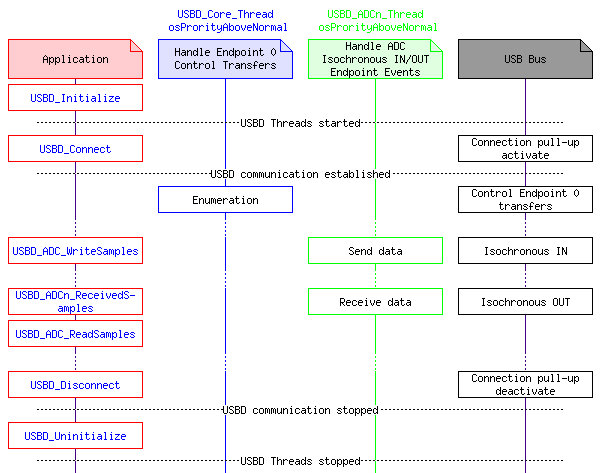 USBD_Core_Thread
osProrityAboveNormal
USBD_ADCn_Thread
osProrityAboveNormal
Application
Handle Endpoint 0
Control Transfers
Handle ADC
Isochronous IN/OUT
Endpoint Events
USB Bus
USBD_Initialize
USBD Threads started
USBD_Connect
Connection pull-up
activate
USBD communication established
Enumeration
Control Endpoint 0
transfers
USBD_ADC_WriteSamples
Send data
Isochronous IN
USBD_ADCn_ReceivedS-
amples
Receive data
Isochronous OUT
USBD_ADC_ReadSamples
USBD_Disconnect
Connection pull-up
deactivate
USBD communication stopped
USBD_Uninitialize
USBD Threads stopped